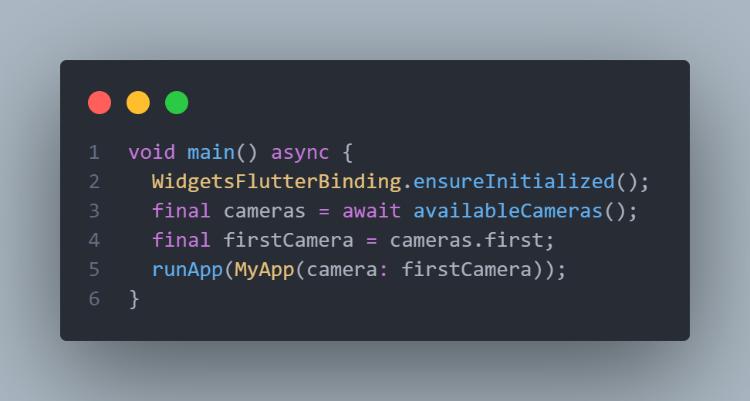 1 void main() async {
2   WidgetsFlutterBinding.ensureInitialized();
3   final cameras = await availableCameras();
4   final firstCamera = cameras.first;
5   runApp(MyApp(camera: firstCamera));
6 }